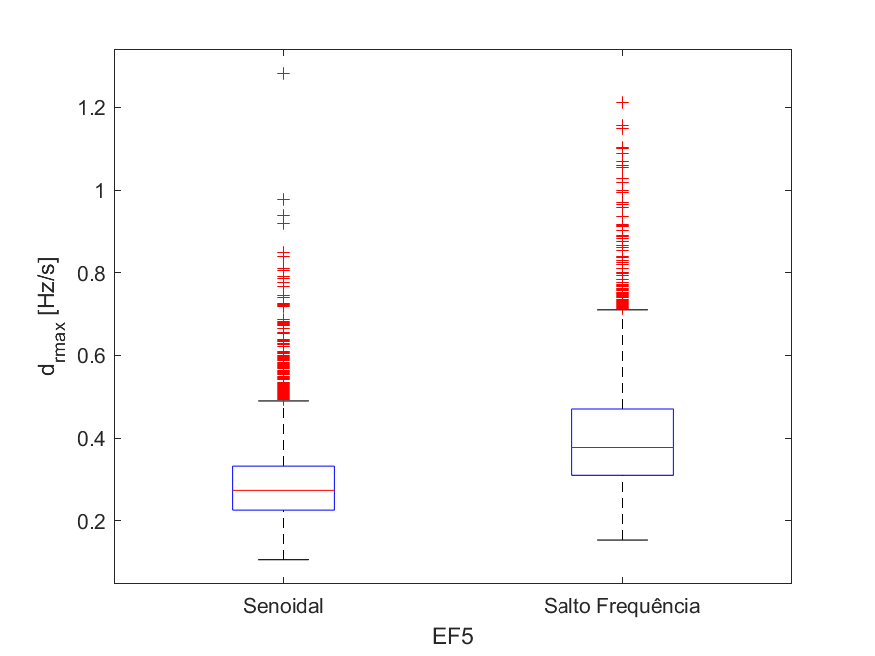 1.2
1
0.8
0.6
0.4
0.2
d_rmax [Hz/s]
Senoidal
Salto Frequência
EF5